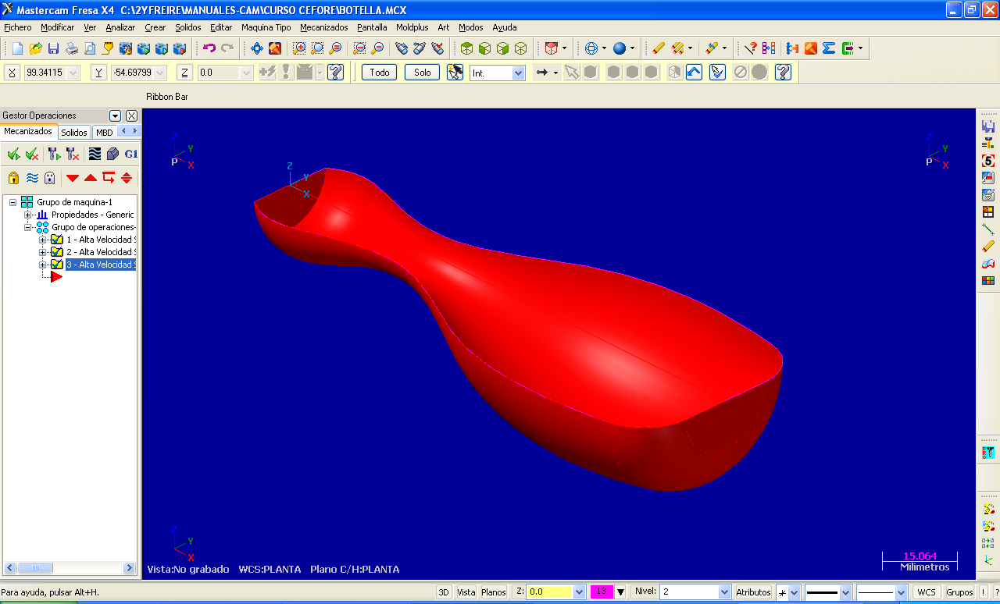 Mastercam Fresa X4 C:\2YFREIRE\MANUALES-CAM\CURSO CEFORE\BOTELLA.MCX
Fichero Modificar Ver Analizar Crear Solidos Editar Maquina Tipo Mecanizados Pantalla Moldplus Art Modos Ayuda
X 99.34115 Y -54.69799 Z 0.0 Todo Solo Int.
Ribbon Bar
Gestor Operaciones
Mecanizados Solidos MBD
G1
5
Grupo de maquina-1
Propiedades - Generic
Grupo de operaciones-
1 - Alta Velocidad S
2 - Alta Velocidad S
3 - Alta Velocidad S
Z Y P X
Z Y X
Z Y P X
Z Y X
Vista:No grabado WCS:PLANTA Plano C/H:PLANTA
15.064
Milimetros
Para ayuda, pulse Alt+H.
3D Vista Planos Z: 0.0 13 Nivel: 2 Atributos WCS Grupos !